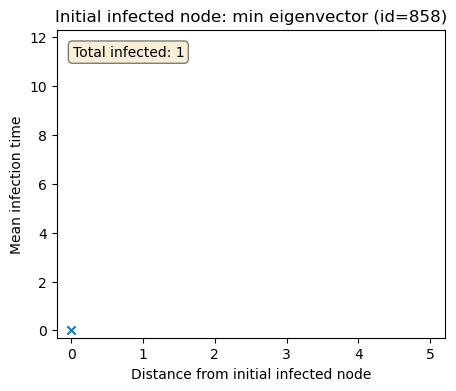 Initial infected node: min eigenvector (id=858)
Total infected: 1
Mean infection time
12
10
8
6
4
2
0
0 1 2 3 4 5
Distance from initial infected node